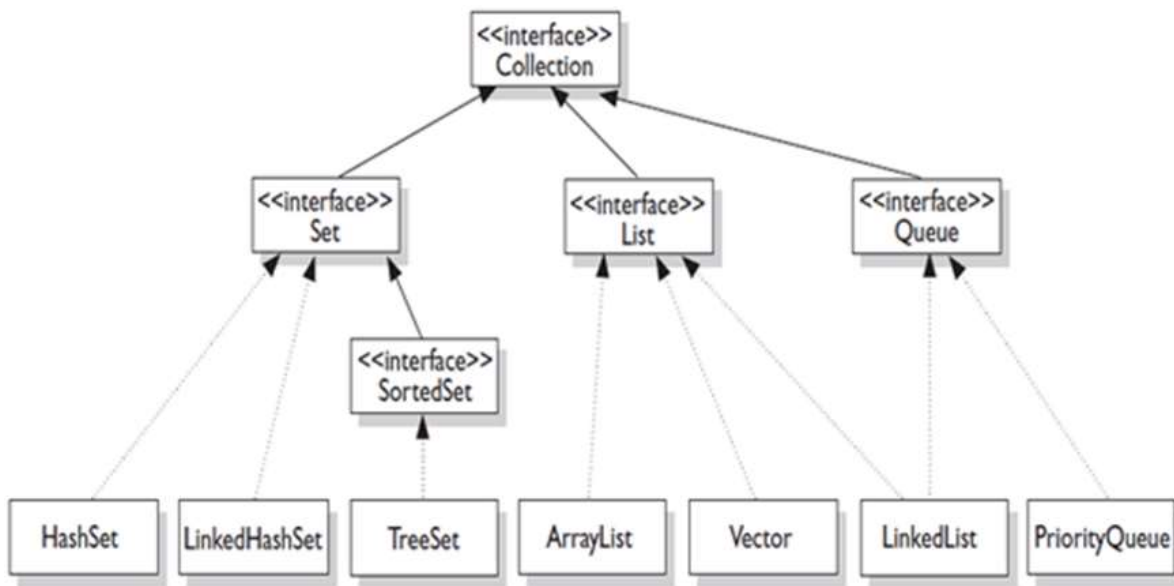 <<interface>>
Collection
<<interface>>
Set
<<interface>>
List
<<interface>>
Queue
<<interface>>
SortedSet
HashSet
LinkedHashSet
TreeSet
ArrayList
Vector
LinkedList
PriorityQueue